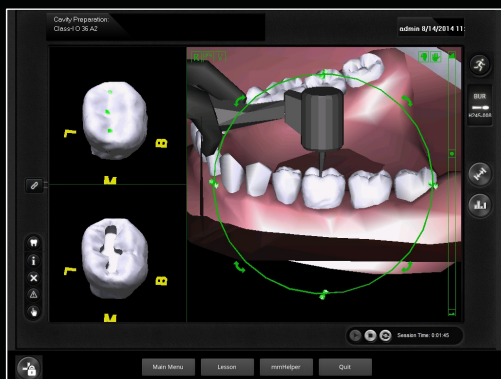 Cavity Preparation:
Class-I O 36 A2
admin 8/14/2014 11:
BUR
L
B
M
L
B
M
Session Time: 0:01:45
Main Menu
Lesson
mmHelper
Quit